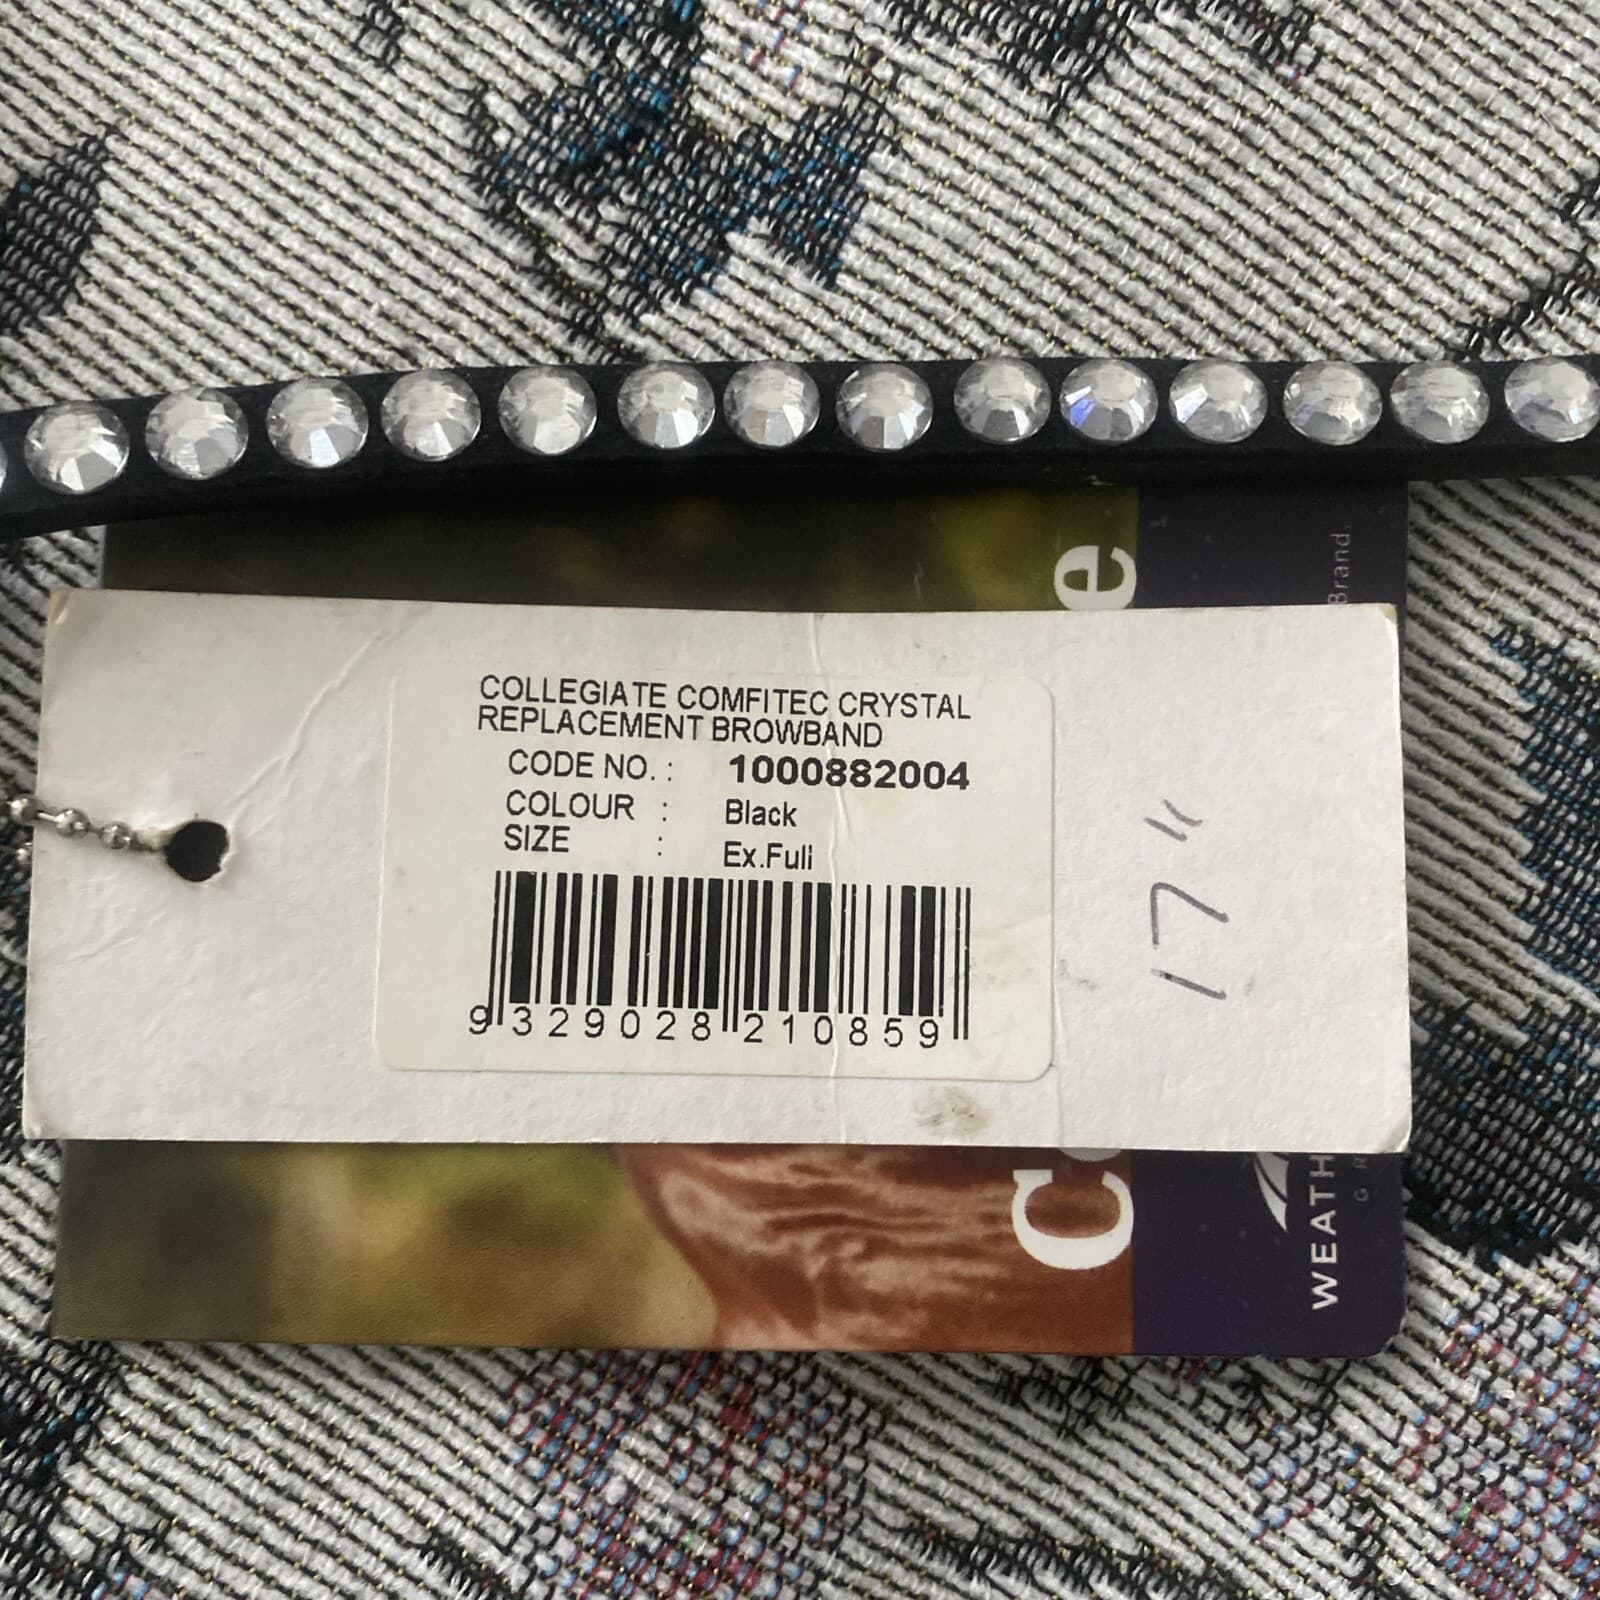 COLLEGIATE COMFITEC CRYSTAL
REPLACEMENT BROWBAND
CODE NO. : 1000882004
COLOUR : Black
SIZE : Ex.Full
9 329028 210859
17"
Brand.
WEATH